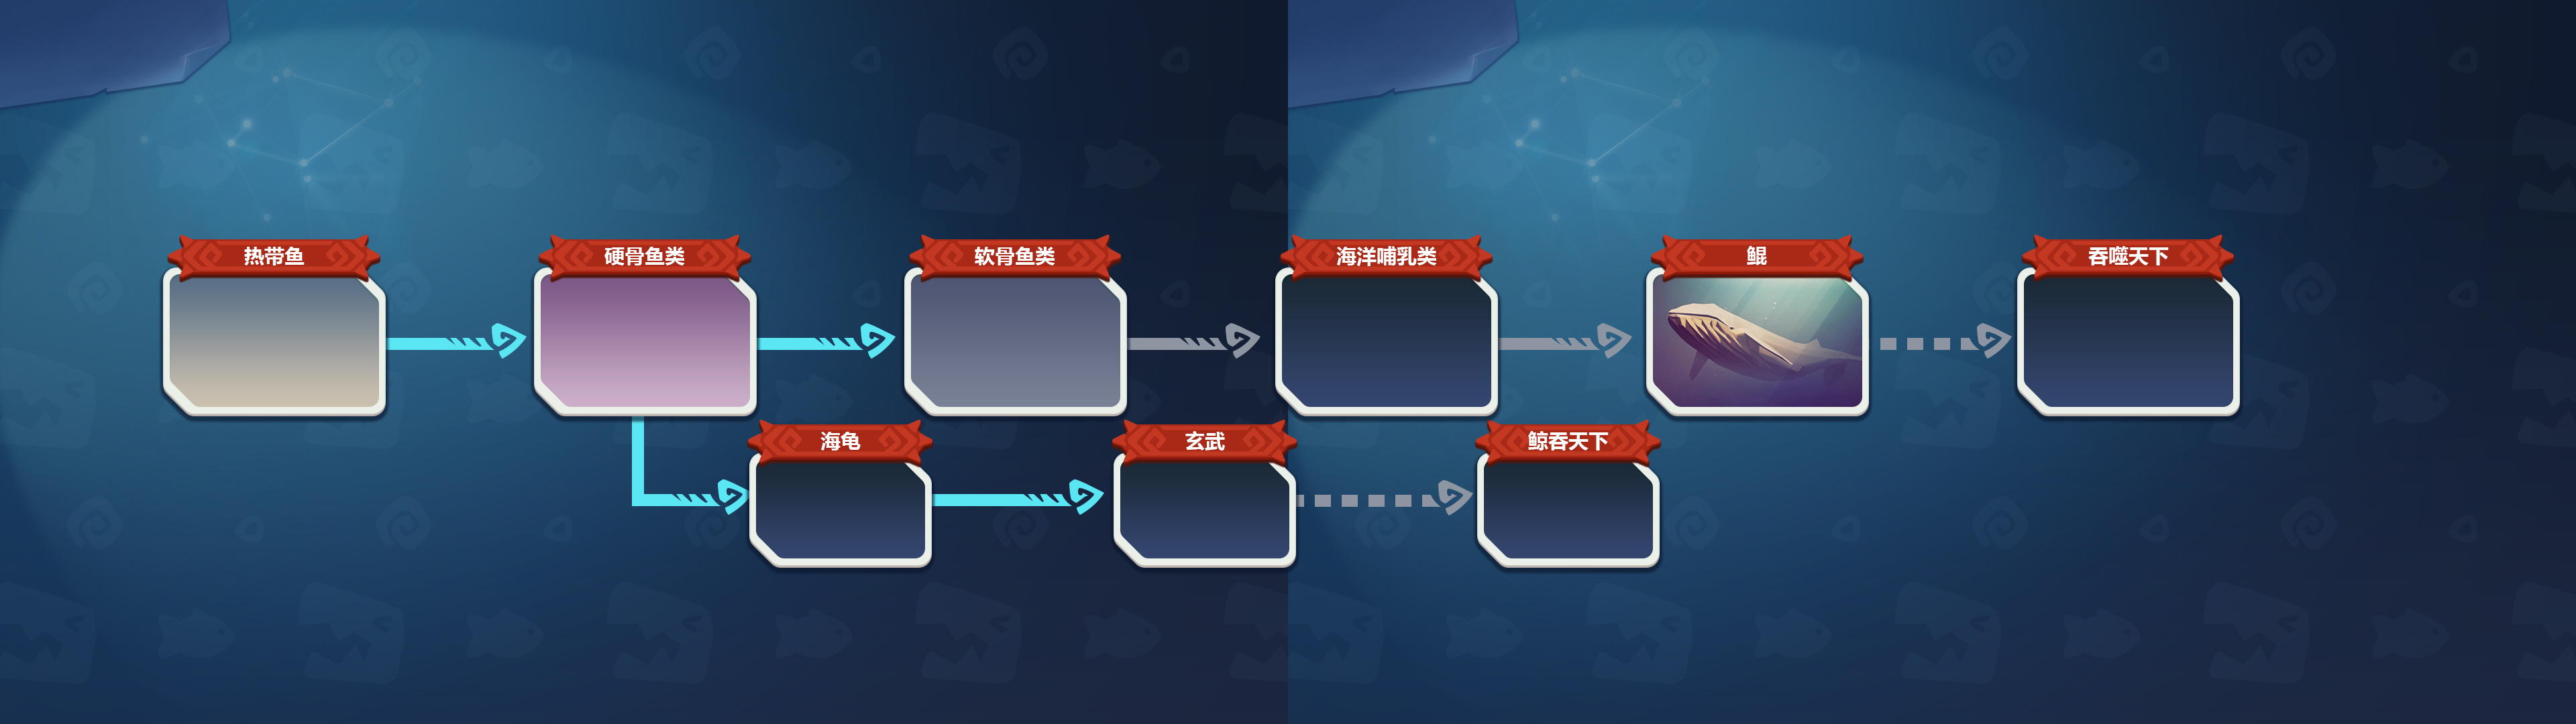 热带鱼
硬骨鱼类
软骨鱼类
海洋哺乳类
鲲
吞噬天下
海龟
玄武
鲸吞天下